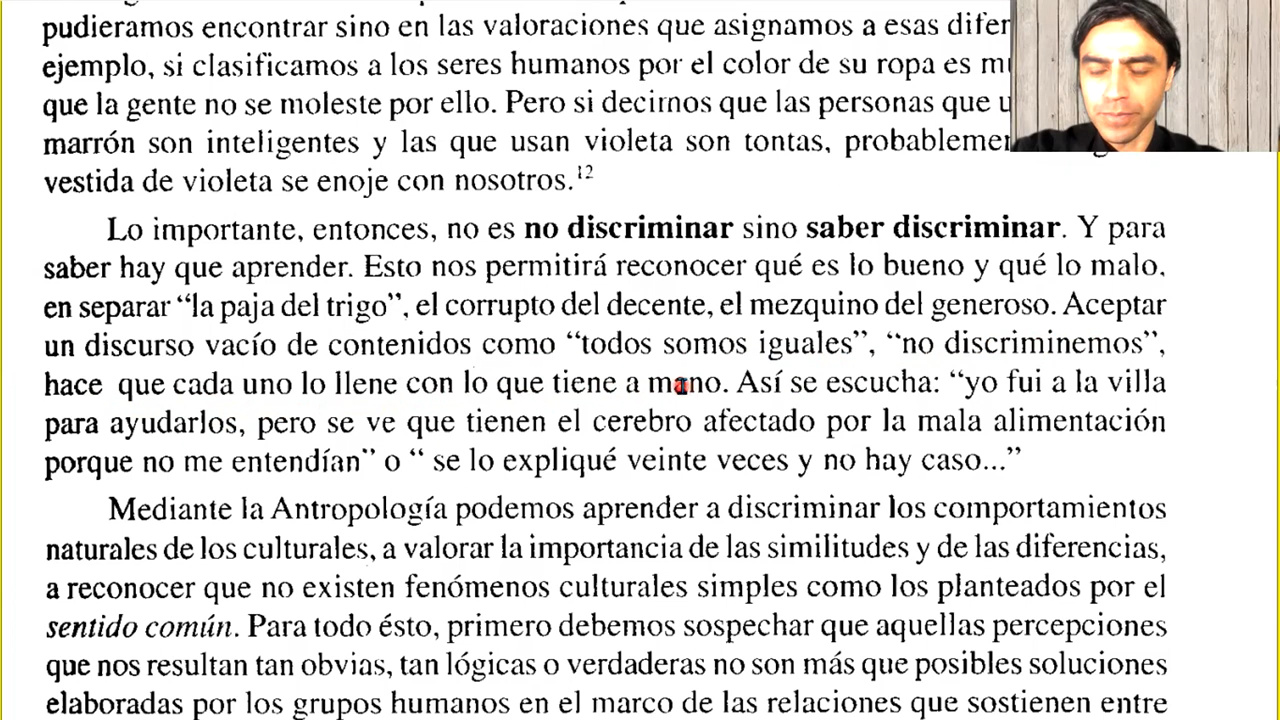 pudieramos encontrar sino en las valoraciones que asignamos a esas
ejemplo, si clasificamos a los seres humanos por el color de su ropa es
que la gente no se moleste por ello. Pero si decimos que las personas que
marrón son inteligentes y las que usan violeta son tontas,
vestida de violeta se enoje con nosotros.12
Lo importante, entonces, no es no discriminar sino saber discriminar. Y para
saber hay que aprender. Esto nos permitirá reconocer qué es lo bueno y qué lo malo,
en separar “la paja del trigo”, el corrupto del decente, el mezquino del generoso. Aceptar
un discurso vacío de contenidos como “todos somos iguales”, “no discriminemos”,
hace que cada uno lo llene con lo que tiene a mano. Así se escucha: “yo fui a la villa
para ayudarlos, pero se ve que tienen el cerebro afectado por la mala alimentación
porque no me entendían” o “ se lo expliqué veinte veces y no hay caso...”
Mediante la Antropología podemos aprender a discriminar los comportamientos
naturales de los culturales, a valorar la importancia de las similitudes y de las diferencias,
a reconocer que no existen fenómenos culturales simples como los planteados por el
sentido común. Para todo ésto, primero debemos sospechar que aquellas percepciones
que nos resultan tan obvias, tan lógicas o verdaderas no son más que posibles soluciones
elaboradas por los grupos humanos en el marco de las relaciones que sostienen entre